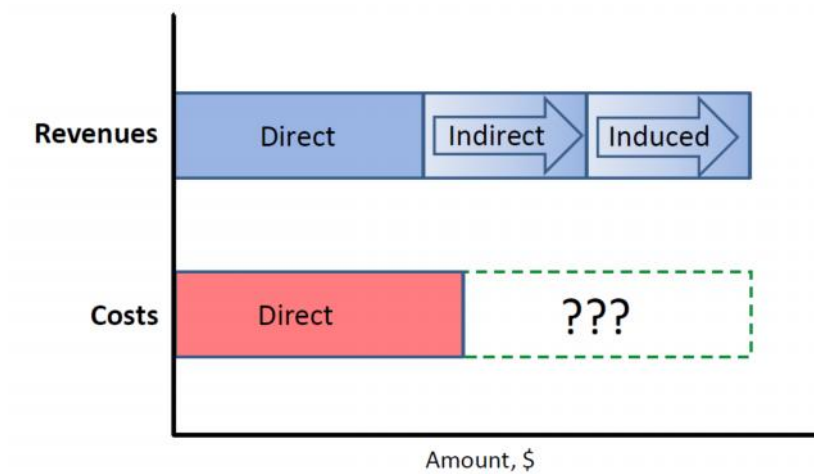 Revenues
Direct
Indirect
Induced
Costs
Direct
???
Amount, $